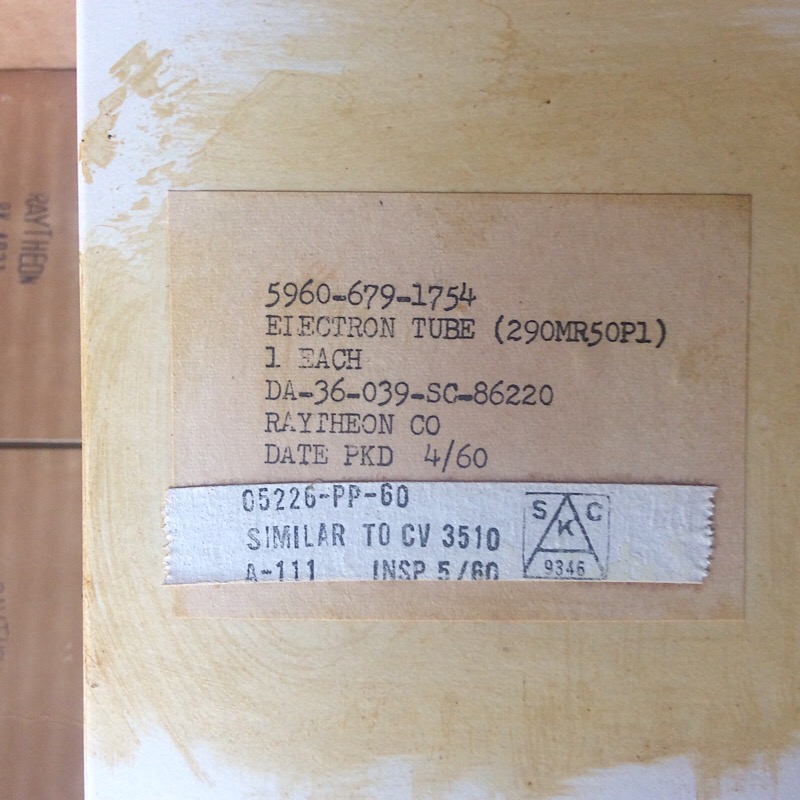 5960-679-1754
ELECTRON TUBE (290MR50P1)
1 EACH
DA-36-039-SC-86220
RAYTHEON CO
DATE PKD 4/60
05226-PP-60
SIMILAR TO CV 3510
A-111 INSP 5/60
S K C
9346
RAYTHEON